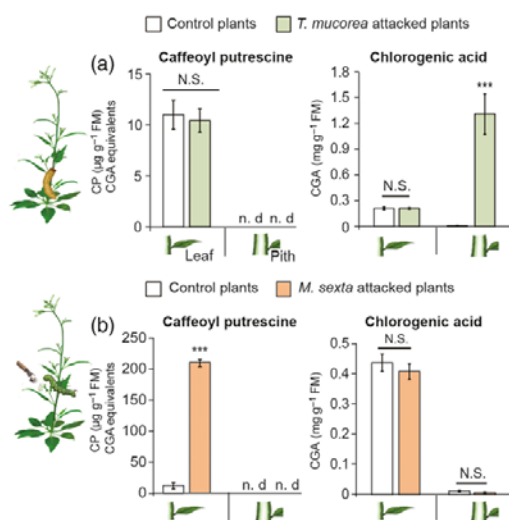 Control plants T. mucorea attacked plants
(a) Caffeoyl putrescine Chlorogenic acid
CP (µg g⁻¹ FM)
CGA equivalents
15
10
5
0
N.S.
n. d n. d
Leaf Pith
CGA (mg g⁻¹ FM)
1.8
1.5
1.2
0.9
0.6
0.3
0
N.S.
***
Control plants M. sexta attacked plants
(b) Caffeoyl putrescine Chlorogenic acid
CP (µg g⁻¹ FM)
CGA equivalents
250
200
150
100
50
0
***
n. d n. d
CGA (mg g⁻¹ FM)
0.5
0.4
0.3
0.2
0.1
0
N.S.
N.S.